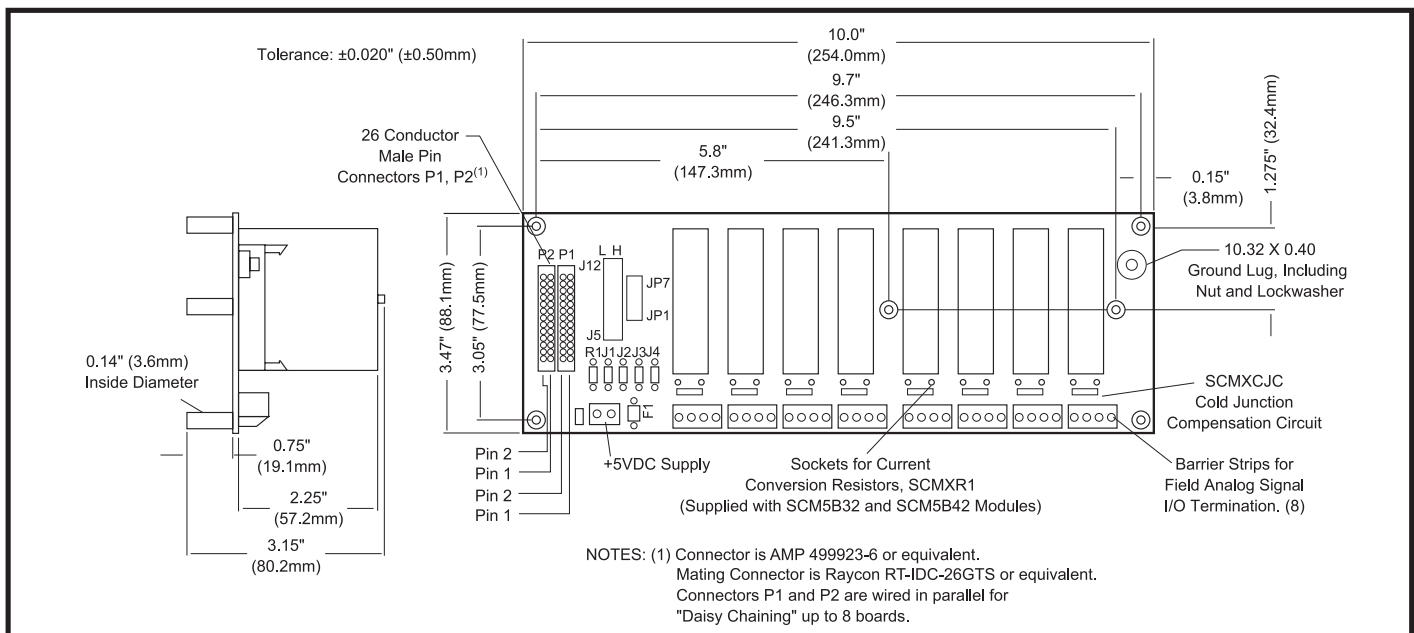 Tolerance: ±0.020" (±0.50mm)
10.0"
(254.0mm)
9.7"
(246.3mm)
9.5"
(241.3mm)
5.8"
(147.3mm)
1.275" (32.4mm)
0.15"
(3.8mm)
26 Conductor
Male Pin
Connectors P1, P2(1)
10.32 X 0.40
Ground Lug, Including
Nut and Lockwasher
P2 P1
L H
J12
JP7
JP1
J5
R1 J1 J2 J3 J4
F1
3.47" (88.1mm)
3.05" (77.5mm)
0.14" (3.6mm)
Inside Diameter
0.75"
(19.1mm)
2.25"
(57.2mm)
3.15"
(80.2mm)
Pin 2
Pin 1
Pin 2
Pin 1
+5VDC Supply
Sockets for Current
Conversion Resistors, SCMXR1
(Supplied with SCM5B32 and SCM5B42 Modules)
SCMXCJC
Cold Junction
Compensation Circuit
Barrier Strips for
Field Analog Signal
I/O Termination. (8)
NOTES: (1) Connector is AMP 499923-6 or equivalent.
Mating Connector is Raycon RT-IDC-26GTS or equivalent.
Connectors P1 and P2 are wired in parallel for
"Daisy Chaining" up to 8 boards.